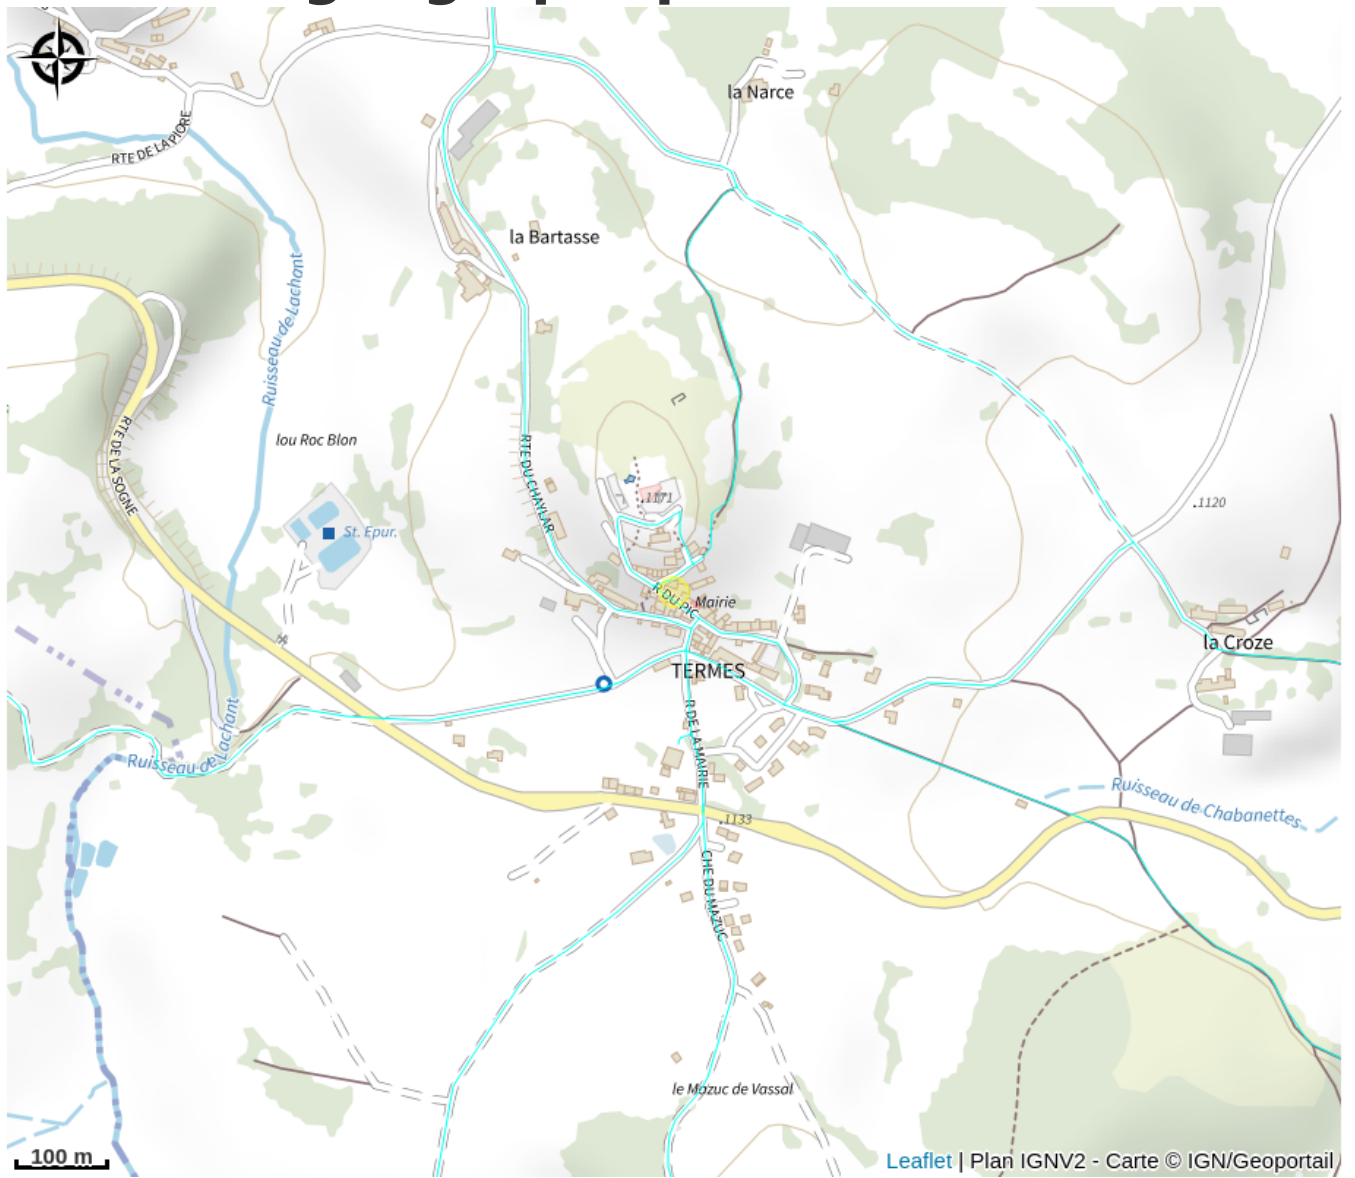 la Narce
RTE DE LA PIORE
la Bartasse
Ruisseau de Lachant
RTE DE LA SOGNE
lou Roc Blon
RTE DU CHAYLAR
.1171
.1120
St. Epur.
R DU PIC
Mairie
la Croze
TERMES
R DE LA MAIRIE
Ruisseau de Lachant
Ruisseau de Chabanettes
.1133
CHE DU MAZUC
le Mazuc de Vassal
100 m
Leaflet | Plan IGNV2 - Carte © IGN/Geoportail